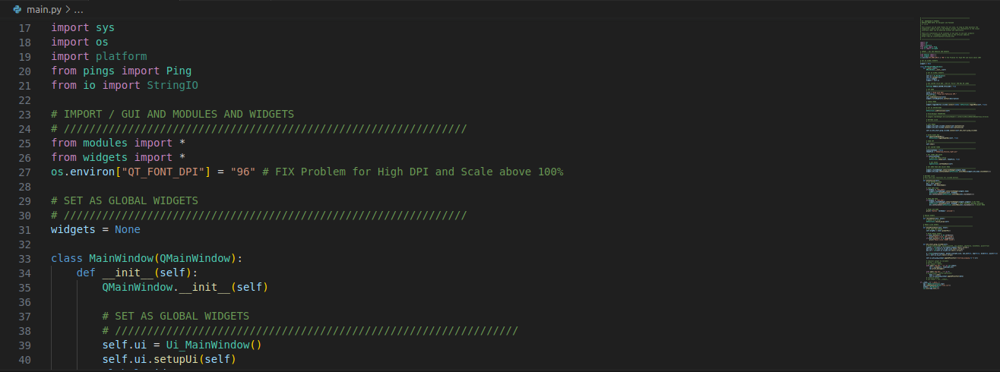 main.py > ...
17 import sys
18 import os
19 import platform
20 from pings import Ping
21 from io import StringIO
22
23 # IMPORT / GUI AND MODULES AND WIDGETS
24 # ///////////////////////////////////////////////////////////////
25 from modules import *
26 from widgets import *
27 os.environ["QT_FONT_DPI"] = "96" # FIX Problem for High DPI and Scale above 100%
28
29 # SET AS GLOBAL WIDGETS
30 # ///////////////////////////////////////////////////////////////
31 widgets = None
32
33 class MainWindow(QMainWindow):
34     def __init__(self):
35         QMainWindow.__init__(self)
36
37         # SET AS GLOBAL WIDGETS
38         # ///////////////////////////////////////////////////////////////
39         self.ui = Ui_MainWindow()
40         self.ui.setupUi(self)